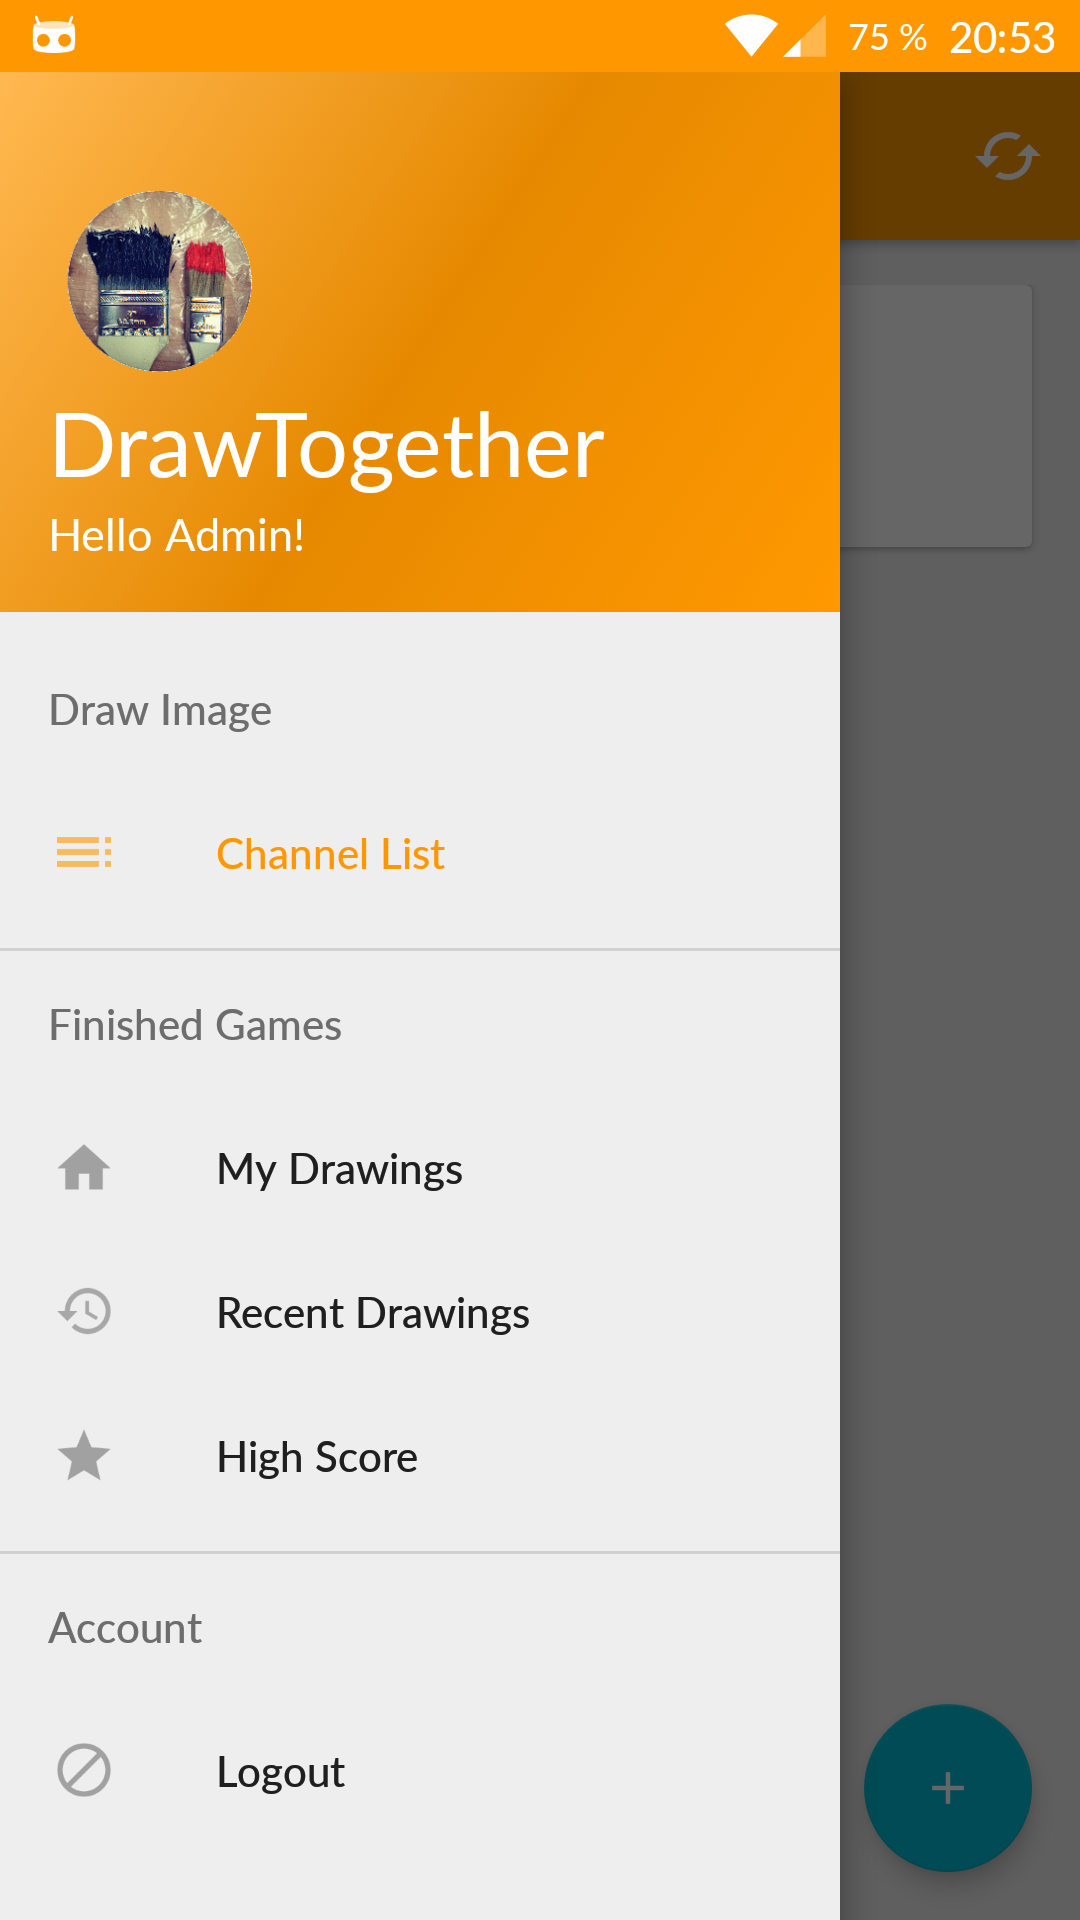 75 % 20:53
DrawTogether
Hello Admin!
Draw Image
Channel List
Finished Games
My Drawings
Recent Drawings
High Score
Account
Logout